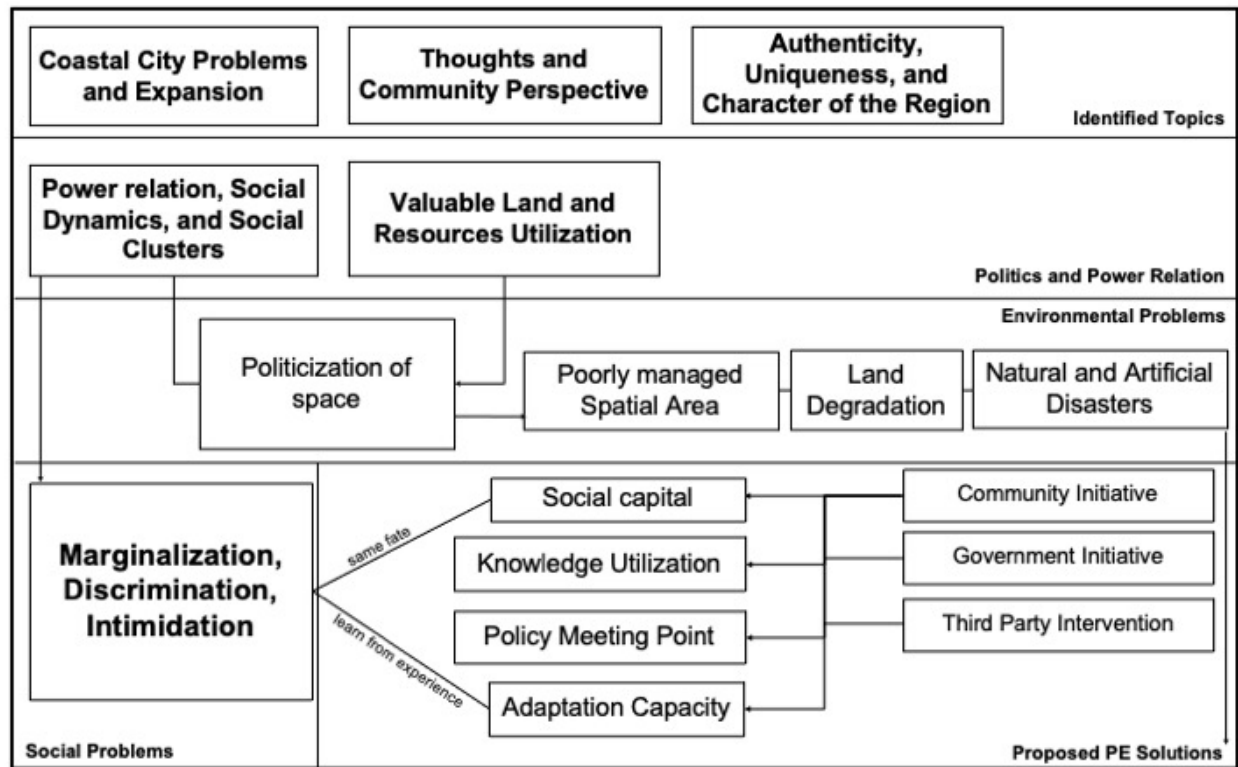 Coastal City Problems
and Expansion
Thoughts and
Community Perspective
Authenticity,
Uniqueness, and
Character of the Region
Identified Topics
Power relation, Social
Dynamics, and Social
Clusters
Valuable Land and
Resources Utilization
Politics and Power Relation
Environmental Problems
Politicization of
space
Poorly managed
Spatial Area
Land
Degradation
Natural and Artificial
Disasters
Marginalization,
Discrimination,
Intimidation
same fate
learn from experience
Social capital
Knowledge Utilization
Policy Meeting Point
Adaptation Capacity
Community Initiative
Government Initiative
Third Party Intervention
Social Problems
Proposed PE Solutions